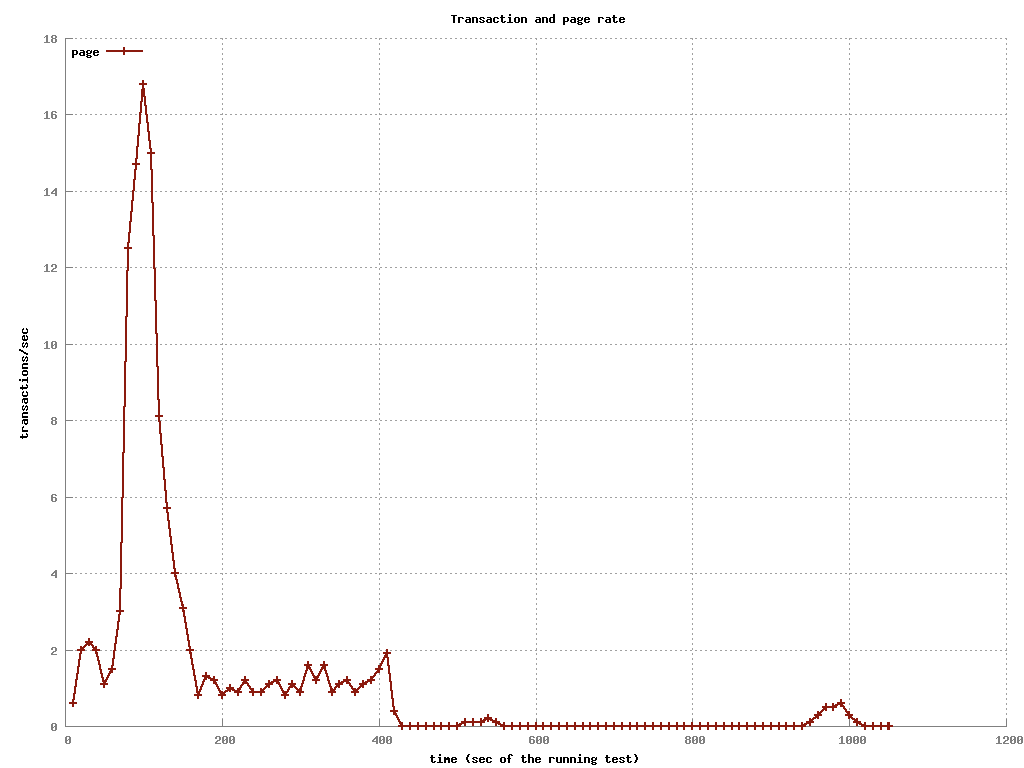 Transaction and page rate
page
18
16
14
12
10
8
6
4
2
0
transactions/sec
0 200 400 600 800 1000 1200
time (sec of the running test)